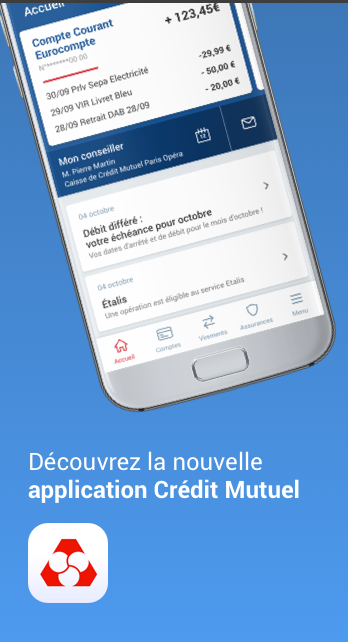 Accueil
Compte Courant
Eurocompte
+ 123,45€
N°*******00 00
30/09 Prlv Sepa Electricité -29,99 €
29/09 VIR Livret Bleu - 50,00 €
28/09 Retrait DAB 28/09 - 20,00 €
Mon conseiller
M. Pierre Martin
Caisse de Crédit Mutuel Paris Opéra
12
04 octobre
Débit différé :
votre échéance pour octobre
Vos dates d'arrêté et de débit pour le mois d'octobre !
04 octobre
Étalis
Une opération est éligible au service Etalis
Accueil Comptes Virements Assurances Menu
Découvrez la nouvelle
application Crédit Mutuel